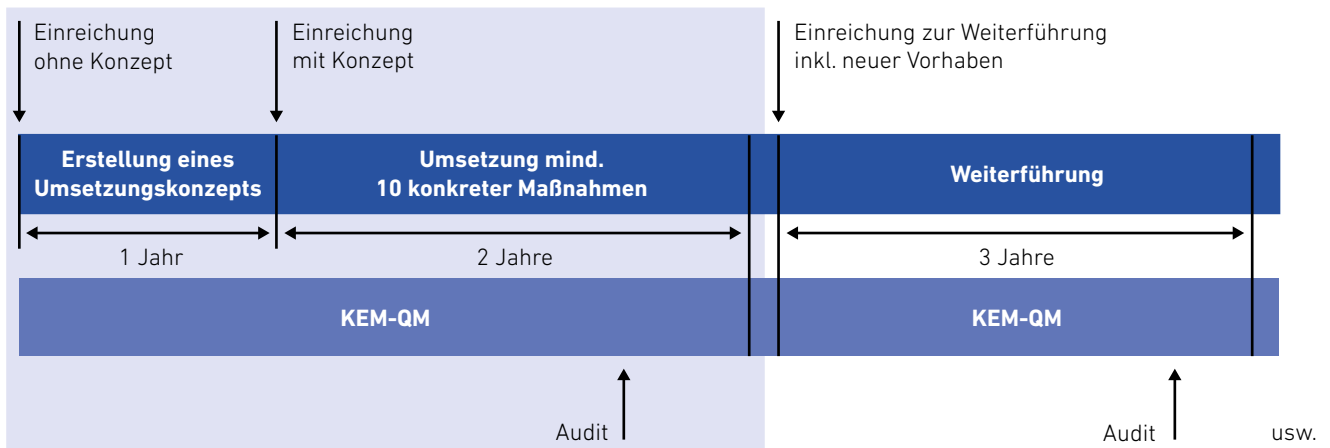 Einreichung
ohne Konzept
Einreichung
mit Konzept
Einreichung zur Weiterführung
inkl. neuer Vorhaben
Erstellung eines
Umsetzungskonzepts
Umsetzung mind.
10 konkreter Maßnahmen
Weiterführung
1 Jahr
2 Jahre
3 Jahre
KEM-QM
KEM-QM
Audit
Audit
usw.